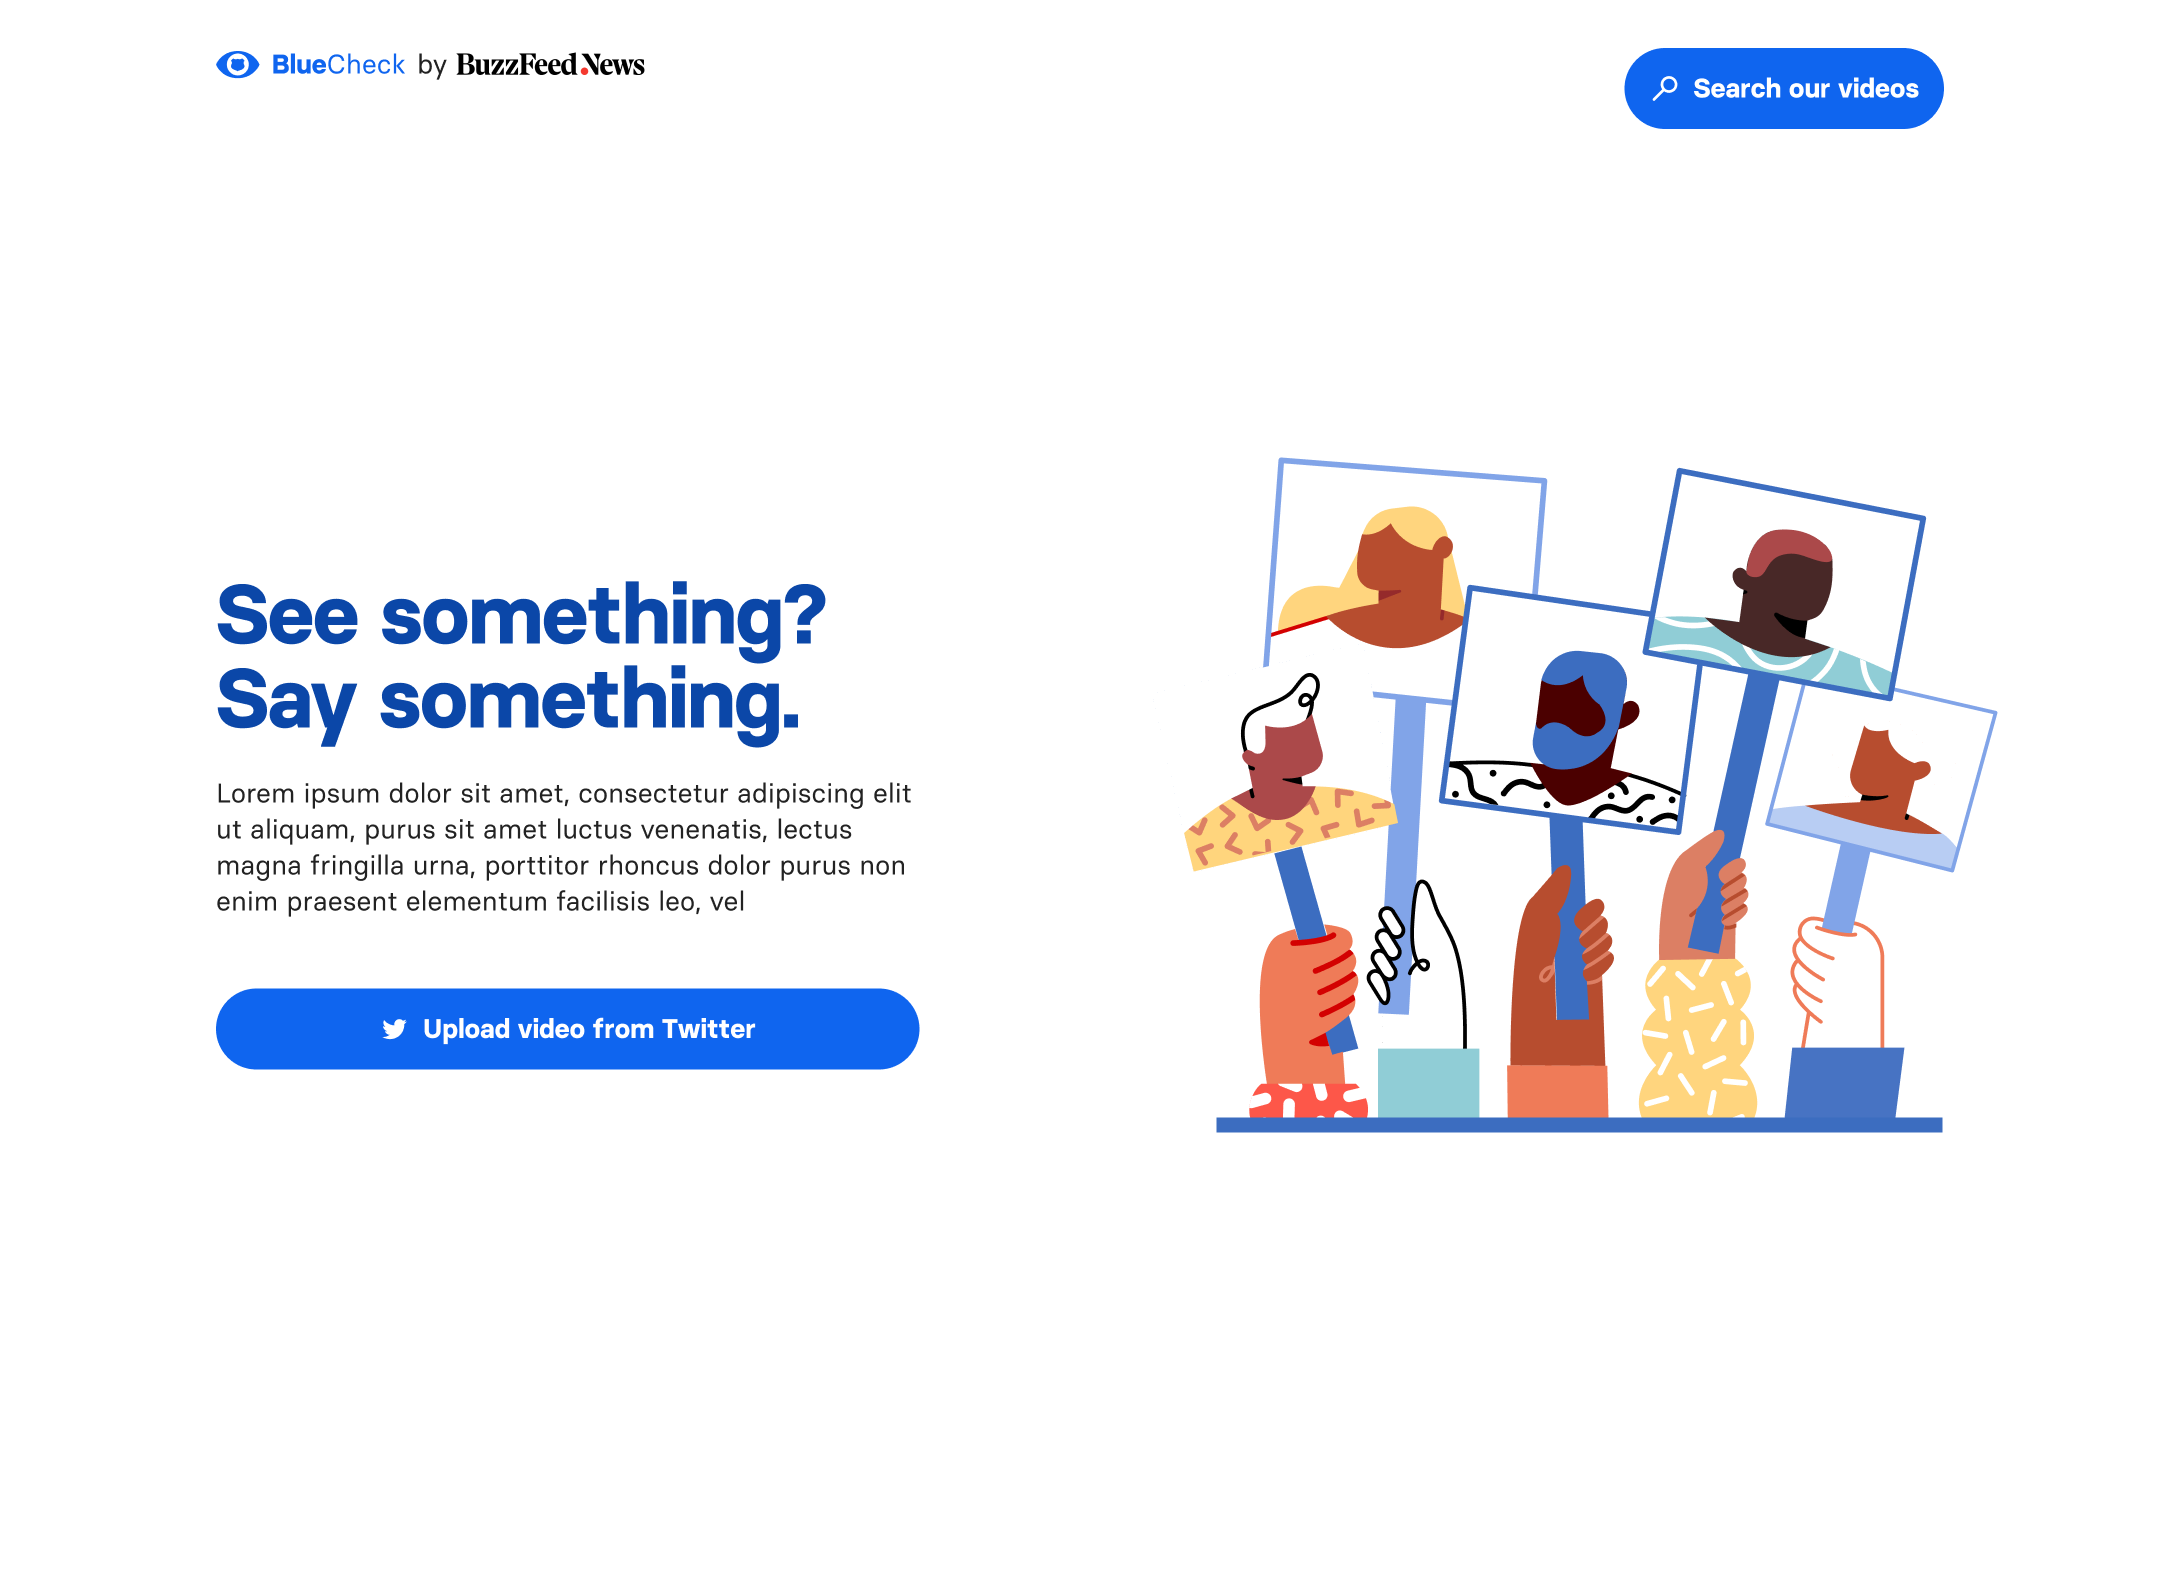 BlueCheck by BuzzFeed News
Search our videos
See something?
Say something.
Lorem ipsum dolor sit amet, consectetur adipiscing elit
ut aliquam, purus sit amet luctus venenatis, lectus
magna fringilla urna, porttitor rhoncus dolor purus non
enim praesent elementum facilisis leo, vel
Upload video from Twitter